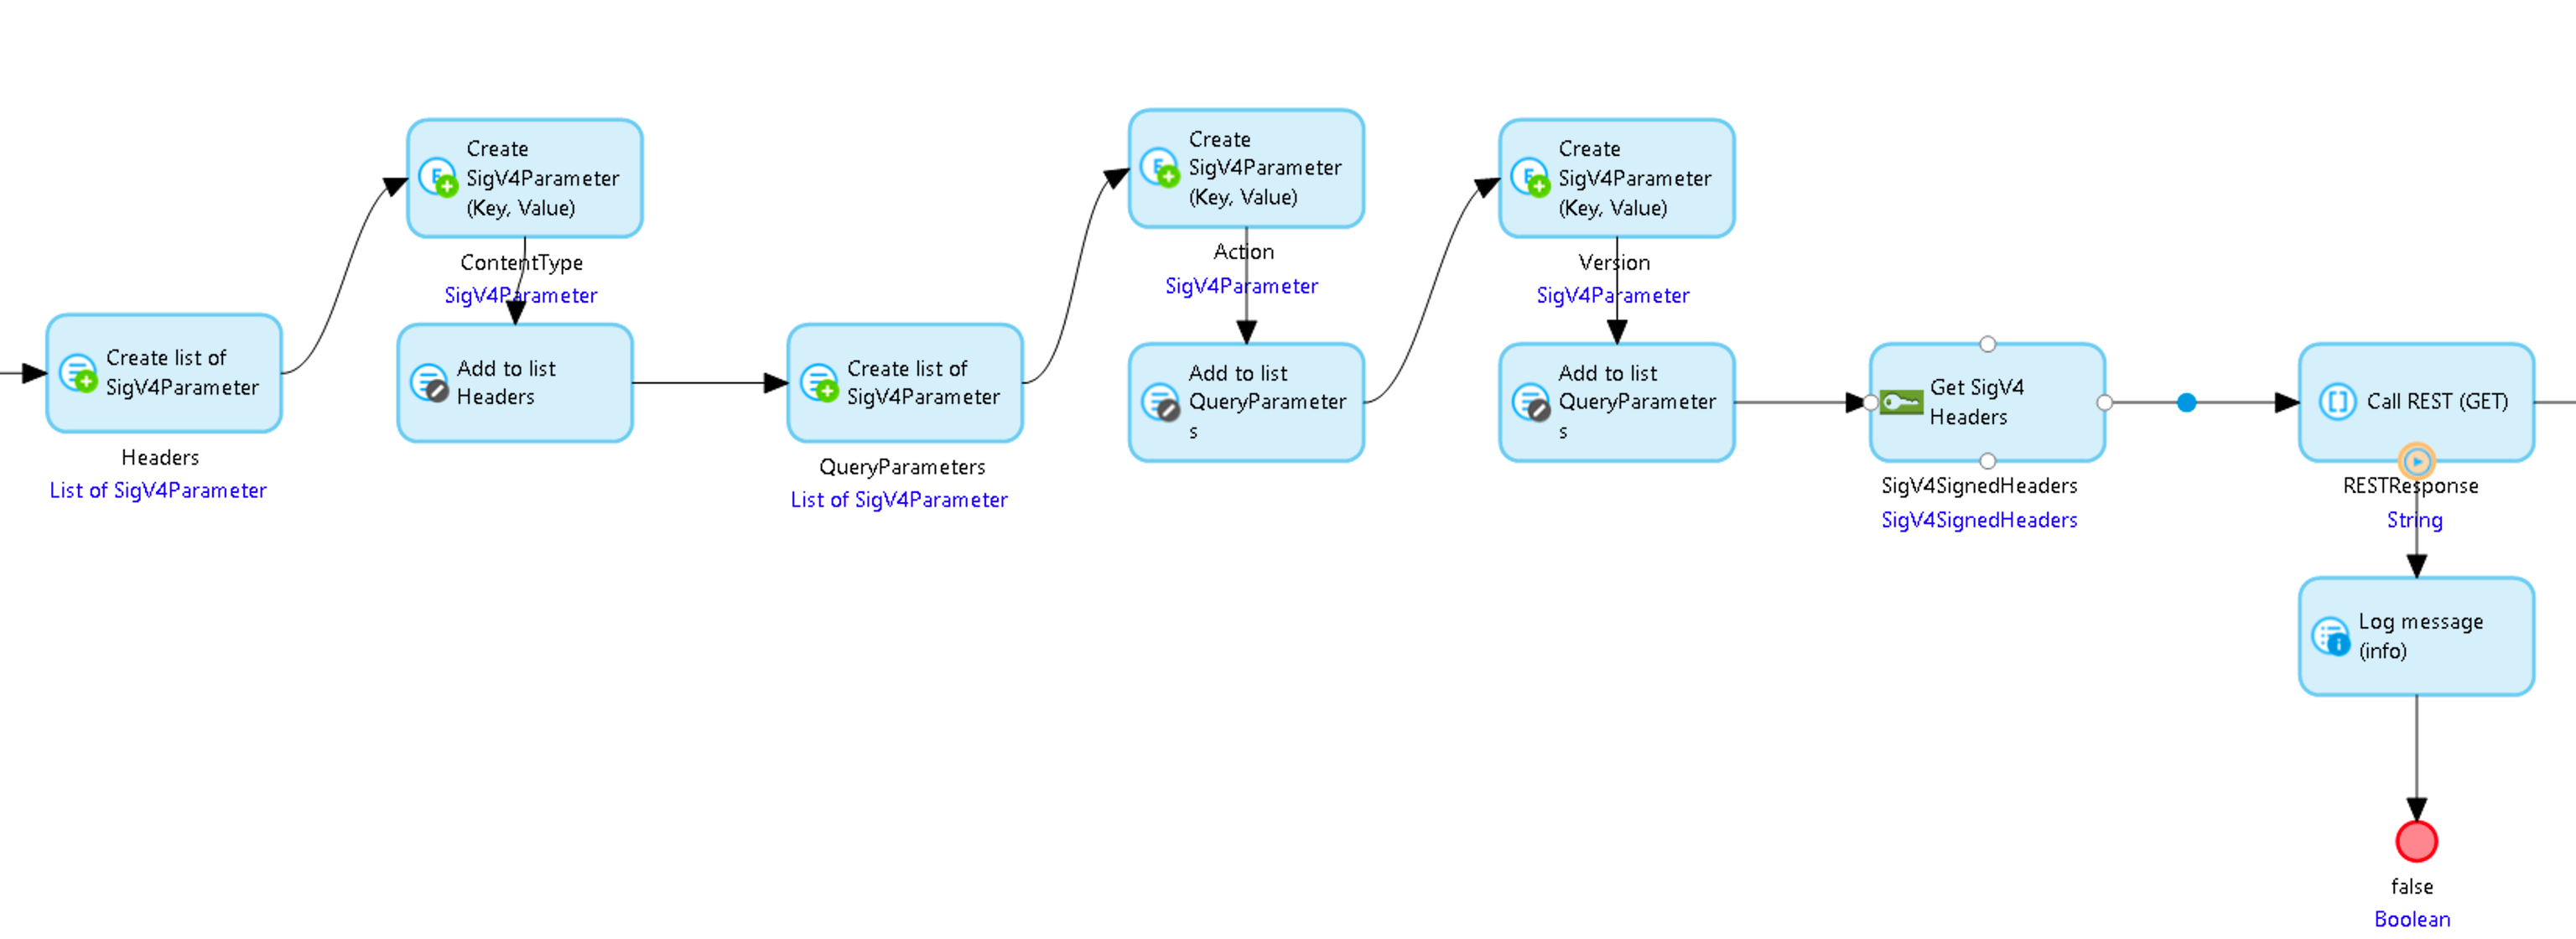 Create list of
SigV4Parameter
Headers
List of SigV4Parameter
Create
SigV4Parameter
(Key, Value)
ContentType
SigV4Parameter
Add to list
Headers
Create list of
SigV4Parameter
QueryParameters
List of SigV4Parameter
Create
SigV4Parameter
(Key, Value)
Action
SigV4Parameter
Add to list
QueryParameter
s
Create
SigV4Parameter
(Key, Value)
Version
SigV4Parameter
Add to list
QueryParameter
s
Get SigV4
Headers
SigV4SignedHeaders
SigV4SignedHeaders
Call REST (GET)
RESTResponse
String
Log message
(info)
false
Boolean